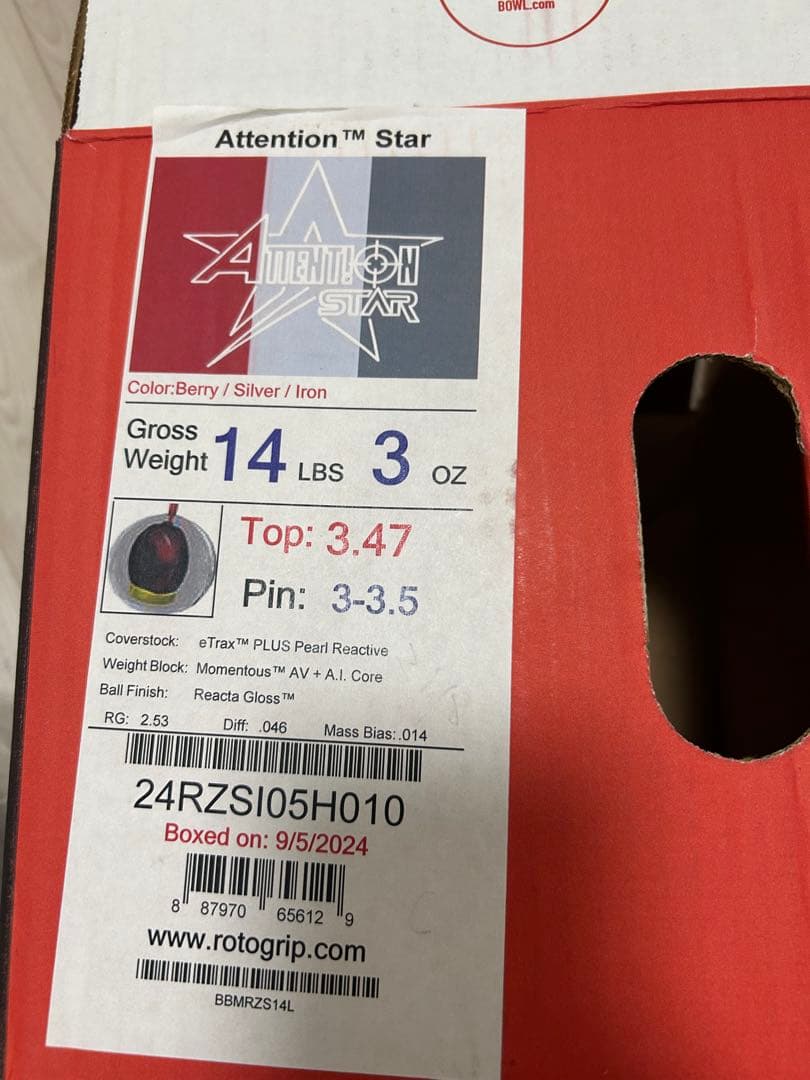 BOWL.com
Attention™ Star
ATTENT!ON
STAR
Color:Berry / Silver / Iron
Gross Weight 14 LBS 3 OZ
Top: 3.47
Pin: 3-3.5
Coverstock: eTrax™ PLUS Pearl Reactive
Weight Block: Momentous™ AV + A.I. Core
Ball Finish: Reacta Gloss™
RG: 2.53 Diff: .046 Mass Bias: .014
24RZSI05H010
Boxed on: 9/5/2024
8 87970 65612 9
www.rotogrip.com
BBMRZS14L